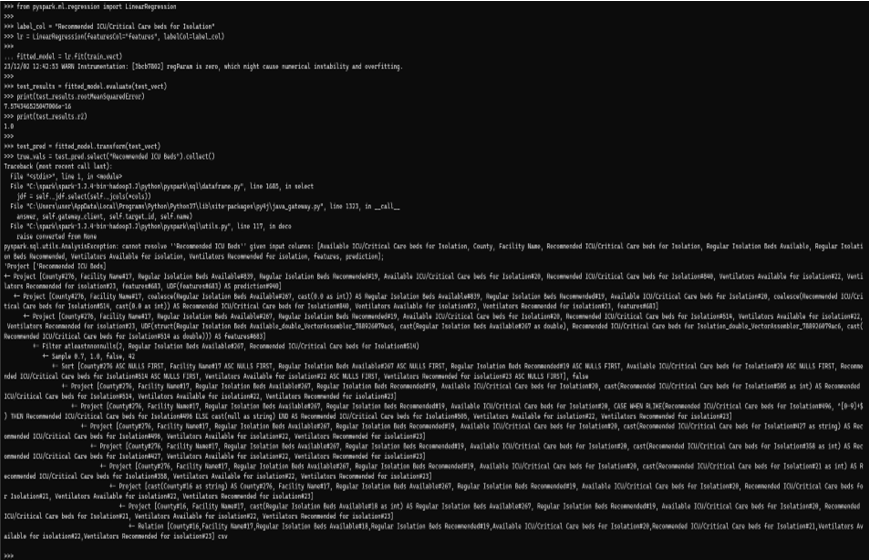 >>> from pyspark.ml.regression import LinearRegression
>>>
>>> label_col = "Recommended ICU/Critical Care beds for Isolation"
>>> lr = LinearRegression(featuresCol="features", labelCol=label_col)
>>>
... fitted_model = lr.fit(train_vect)
23/12/02 12:42:53 WARN Instrumentation: [3bcb7802] regParam is zero, which might cause numerical instability and overfitting.
>>>
>>> test_results = fitted_model.evaluate(test_vect)
>>> print(test_results.rootMeanSquaredError)
7.574346525047006e-16
>>> print(test_results.r2)
1.0
>>>
>>> test_pred = fitted_model.transform(test_vect)
>>> true_vals = test_pred.select("Recommended ICU Beds").collect()
Traceback (most recent call last):
File "<stdin>", line 1, in <module>
File "C:\spark\spark-3.2.4-bin-hadoop3.2\python\pyspark\sql\dataframe.py", line 1685, in select
jdf = self._jdf.select(self._jcols(*cols))
File "C:\Users\user\AppData\Local\Programs\Python\Python37\lib\site-packages\py4j\java_gateway.py", line 1323, in __call__
answer, self.gateway_client, self.target_id, self.name)
File "C:\spark\spark-3.2.4-bin-hadoop3.2\python\pyspark\sql\utils.py", line 117, in deco
raise converted from None
pyspark.sql.utils.AnalysisException: cannot resolve ''Recommended ICU Beds'' given input columns: [Available ICU/Critical Care beds for Isolation, County, Facility Name, Recommended ICU/Critical Care beds for Isolation, Regular Isolation Beds Available, Regular Isolati
on Beds Recommended, Ventilators Available for isolation, Ventilators Recommended for isolation, features, prediction];
'Project ['Recommended ICU Beds]
+- Project [County#276, Facility Name#17, Regular Isolation Beds Available#839, Regular Isolation Beds Recommended#19, Available ICU/Critical Care beds for Isolation#20, Recommended ICU/Critical Care beds for Isolation#840, Ventilators Available for isolation#22, Venti
lators Recommended for isolation#23, features#683, UDF(features#683) AS prediction#940]
+- Project [County#276, Facility Name#17, coalesce(Regular Isolation Beds Available#267, cast(0.0 as int)) AS Regular Isolation Beds Available#839, Regular Isolation Beds Recommended#19, Available ICU/Critical Care beds for Isolation#20, coalesce(Recommended ICU/Cri
tical Care beds for Isolation#514, cast(0.0 as int)) AS Recommended ICU/Critical Care beds for Isolation#840, Ventilators Available for isolation#22, Ventilators Recommended for isolation#23, features#683]
+- Project [County#276, Facility Name#17, Regular Isolation Beds Available#267, Regular Isolation Beds Recommended#19, Available ICU/Critical Care beds for Isolation#20, Recommended ICU/Critical Care beds for Isolation#514, Ventilators Available for isolation#22,
Ventilators Recommended for isolation#23, UDF(struct(Regular Isolation Beds Available_double_VectorAssembler_788926079ac6, cast(Regular Isolation Beds Available#267 as double), Recommended ICU/Critical Care beds for Isolation_double_VectorAssembler_788926079ac6, cast(
Recommended ICU/Critical Care beds for Isolation#514 as double))) AS features#683]
+- Filter atleastnnonnulls(2, Regular Isolation Beds Available#267, Recommended ICU/Critical Care beds for Isolation#514)
+- Sample 0.7, 1.0, false, 42
+- Sort [County#276 ASC NULLS FIRST, Facility Name#17 ASC NULLS FIRST, Regular Isolation Beds Available#267 ASC NULLS FIRST, Regular Isolation Beds Recommended#19 ASC NULLS FIRST, Available ICU/Critical Care beds for Isolation#20 ASC NULLS FIRST, Recomme
nded ICU/Critical Care beds for Isolation#514 ASC NULLS FIRST, Ventilators Available for isolation#22 ASC NULLS FIRST, Ventilators Recommended for isolation#23 ASC NULLS FIRST], false
+- Project [County#276, Facility Name#17, Regular Isolation Beds Available#267, Regular Isolation Beds Recommended#19, Available ICU/Critical Care beds for Isolation#20, cast(Recommended ICU/Critical Care beds for Isolation#505 as int) AS Recommended
ICU/Critical Care beds for Isolation#514, Ventilators Available for isolation#22, Ventilators Recommended for isolation#23]
+- Project [County#276, Facility Name#17, Regular Isolation Beds Available#267, Regular Isolation Beds Recommended#19, Available ICU/Critical Care beds for Isolation#20, CASE WHEN RLIKE(Recommended ICU/Critical Care beds for Isolation#496, ^[0-9]+$
) THEN Recommended ICU/Critical Care beds for Isolation#496 ELSE cast(null as string) END AS Recommended ICU/Critical Care beds for Isolation#505, Ventilators Available for isolation#22, Ventilators Recommended for isolation#23]
+- Project [County#276, Facility Name#17, Regular Isolation Beds Available#267, Regular Isolation Beds Recommended#19, Available ICU/Critical Care beds for Isolation#20, cast(Recommended ICU/Critical Care beds for Isolation#427 as string) AS Rec
ommended ICU/Critical Care beds for Isolation#496, Ventilators Available for isolation#22, Ventilators Recommended for isolation#23]
+- Project [County#276, Facility Name#17, Regular Isolation Beds Available#267, Regular Isolation Beds Recommended#19, Available ICU/Critical Care beds for Isolation#20, cast(Recommended ICU/Critical Care beds for Isolation#358 as int) AS Rec
ommended ICU/Critical Care beds for Isolation#427, Ventilators Available for isolation#22, Ventilators Recommended for isolation#23]
+- Project [County#276, Facility Name#17, Regular Isolation Beds Available#267, Regular Isolation Beds Recommended#19, Available ICU/Critical Care beds for Isolation#20, cast(Recommended ICU/Critical Care beds for Isolation#21 as int) AS R
ecommended ICU/Critical Care beds for Isolation#358, Ventilators Available for isolation#22, Ventilators Recommended for isolation#23]
+- Project [cast(County#16 as string) AS County#276, Facility Name#17, Regular Isolation Beds Available#267, Regular Isolation Beds Recommended#19, Available ICU/Critical Care beds for Isolation#20, Recommended ICU/Critical Care beds fo
r Isolation#21, Ventilators Available for isolation#22, Ventilators Recommended for isolation#23]
+- Project [County#16, Facility Name#17, cast(Regular Isolation Beds Available#18 as int) AS Regular Isolation Beds Available#267, Regular Isolation Beds Recommended#19, Available ICU/Critical Care beds for Isolation#20, Recommended
ICU/Critical Care beds for Isolation#21, Ventilators Available for isolation#22, Ventilators Recommended for isolation#23]
+- Relation [County#16,Facility Name#17,Regular Isolation Beds Available#18,Regular Isolation Beds Recommended#19,Available ICU/Critical Care beds for Isolation#20,Recommended ICU/Critical Care beds for Isolation#21,Ventilators Av
ailable for isolation#22,Ventilators Recommended for isolation#23] csv
>>>